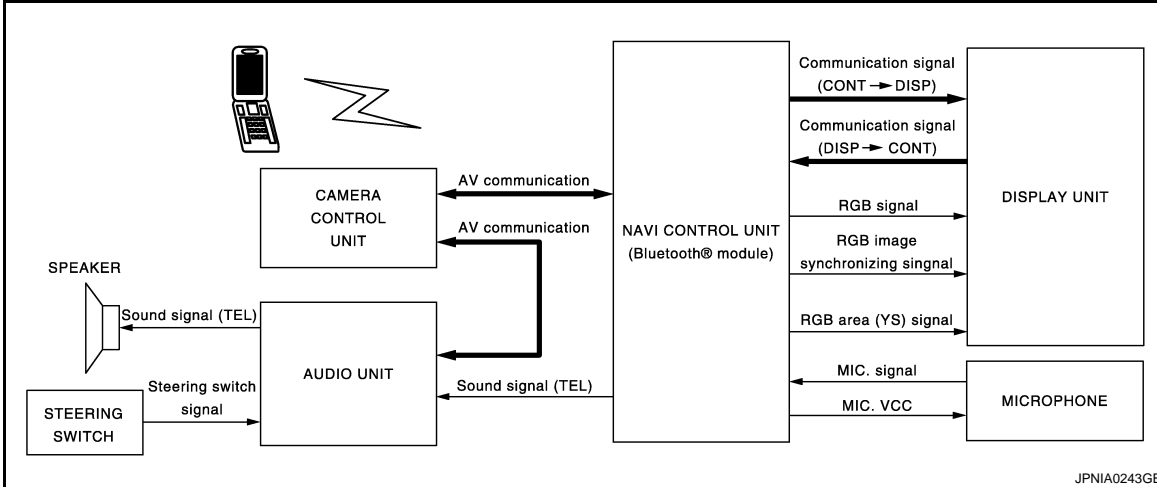 Communication signal
(CONT → DISP)
Communication signal
(DISP → CONT)
AV communication
CAMERA
CONTROL
UNIT
AV communication
RGB signal
DISPLAY UNIT
NAVI CONTROL UNIT
(Bluetooth® module)
RGB image
synchronizing singnal
SPEAKER
Sound signal (TEL)
RGB area (YS) signal
AUDIO UNIT
Steering switch
signal
Sound signal (TEL)
MIC. signal
MICROPHONE
MIC. VCC
STEERING
SWITCH
JPNIA0243GB